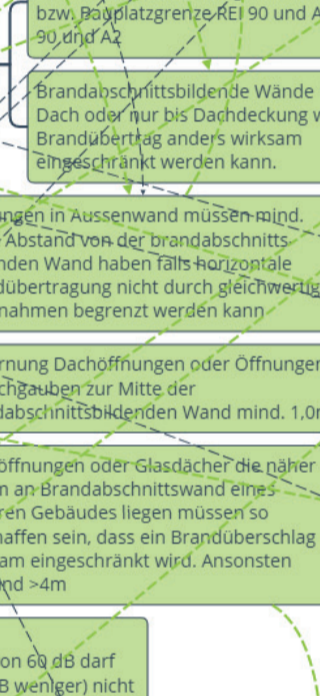 bzw. Bauplatzgrenze REI 90 und A
90 und A2
Brandabschnittsbildende Wände
Dach oder nur bis Dachdeckung w
Brandübertrag anders wirksam
eingeschränkt werden kann.
ungen in Aussenwand müssen mind.
Abstand von der brandabschnitts
nden Wand haben falls horizontale
dübertragung nicht durch gleichwertig
nahmen begrenzt werden kann
rnung Dachöffnungen oder Öffnungen
chgauben zur Mitte der
dabschnittsbildenden Wand mind. 1,0m
öffnungen oder Glasdächer die näher
m an Brandabschnittswand eines
ren Gebäudes liegen müssen so
haffen sein, dass ein Brandüberschlag
am eingeschränkt wird. Ansonsten
nd >4m
on 60 dB darf
B weniger) nicht